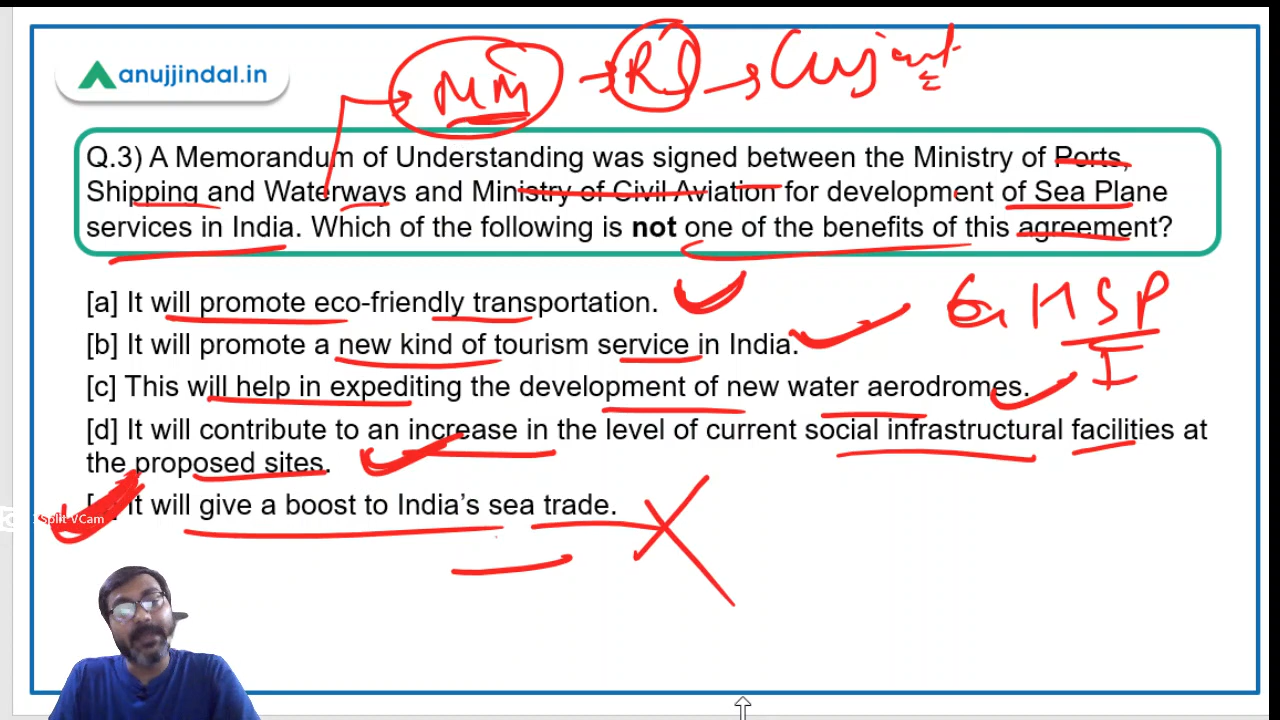 MM → RS → Gujarat
anujjindal.in
Q.3) A Memorandum of Understanding was signed between the Ministry of Ports,
Shipping and Waterways and Ministry of Civil Aviation for development of Sea Plane
services in India. Which of the following is not one of the benefits of this agreement?
[a] It will promote eco-friendly transportation.
[b] It will promote a new kind of tourism service in India.
[c] This will help in expediting the development of new water aerodromes.
[d] It will contribute to an increase in the level of current social infrastructural facilities at
the proposed sites.
It will give a boost to India's sea trade.
HSP
I
XSplit VCam